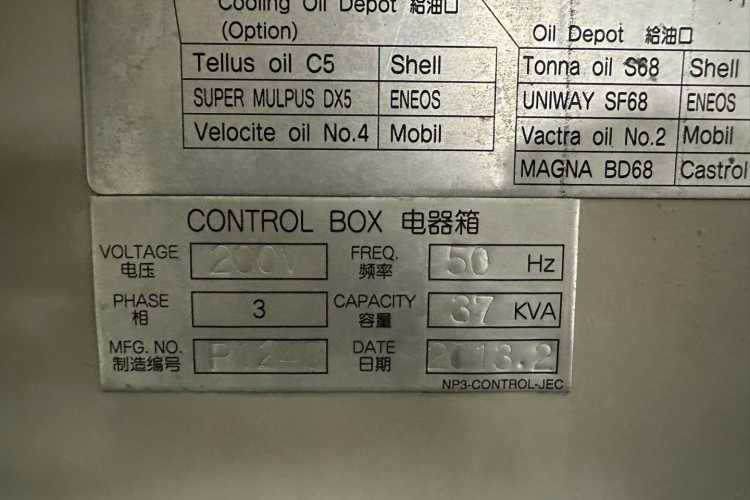 Cooling Oil Depot 給油口
(Option)
Tellus oil C5 Shell
SUPER MULPUS DX5 ENEOS
Velocite oil No.4 Mobil
Oil Depot 給油口
Tonna oil S68 Shell
UNIWAY SF68 ENEOS
Vactra oil No.2 Mobil
MAGNA BD68 Castrol
CONTROL BOX 电器箱
VOLTAGE 200V FREQ. 50 Hz
电压 频率
PHASE 3 CAPACITY 37 KVA
相 容量
MFG. NO. DATE 2013.2
制造编号 日期
NP3-CONTROL-JEC